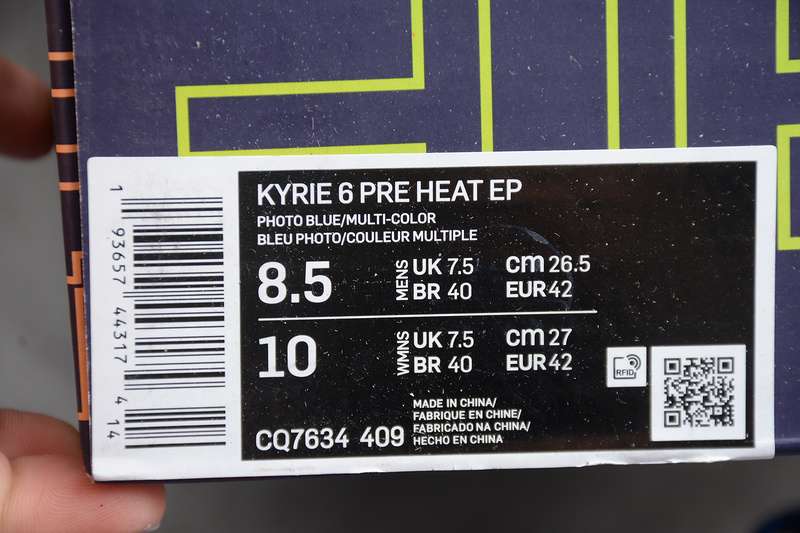 KYRIE 6 PRE HEAT EP
PHOTO BLUE/MULTI-COLOR
BLEU PHOTO/COULEUR MULTIPLE
8.5 MENS UK 7.5 cm 26.5
BR 40 EUR 42
10 WMNS UK 7.5 cm 27
BR 40 EUR 42
RFID
MADE IN CHINA/
FABRIQUE EN CHINE/
FABRICADO NA CHINA/
HECHO EN CHINA
CQ7634 409
1 93657 44317 4 14